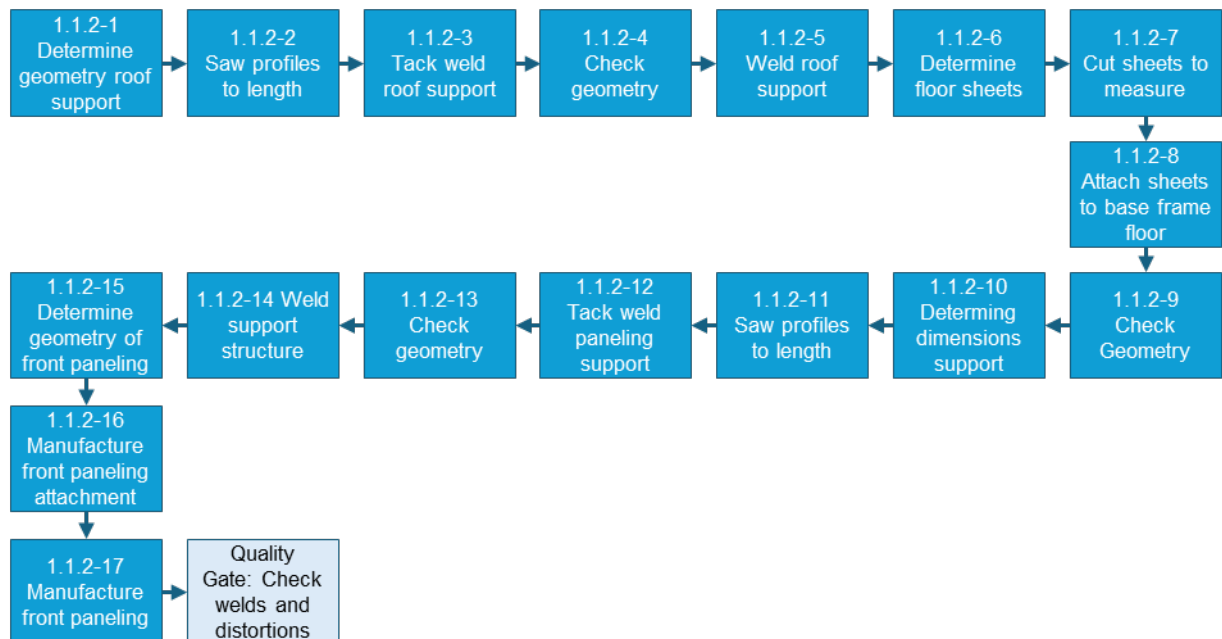 1.1.2-1
Determine
geometry roof
support
1.1.2-2
Saw profiles
to length
1.1.2-3
Tack weld
roof support
1.1.2-4
Check
geometry
1.1.2-5
Weld roof
support
1.1.2-6
Determine
floor sheets
1.1.2-7
Cut sheets to
measure
1.1.2-8
Attach sheets
to base frame
floor
1.1.2-9
Check
Geometry
1.1.2-10
Determing
dimensions
support
1.1.2-11
Saw profiles
to length
1.1.2-12
Tack weld
paneling
support
1.1.2-13
Check
geometry
1.1.2-14 Weld
support
structure
1.1.2-15
Determine
geometry of
front paneling
1.1.2-16
Manufacture
front paneling
attachment
1.1.2-17
Manufacture
front paneling
Quality
Gate: Check
welds and
distortions